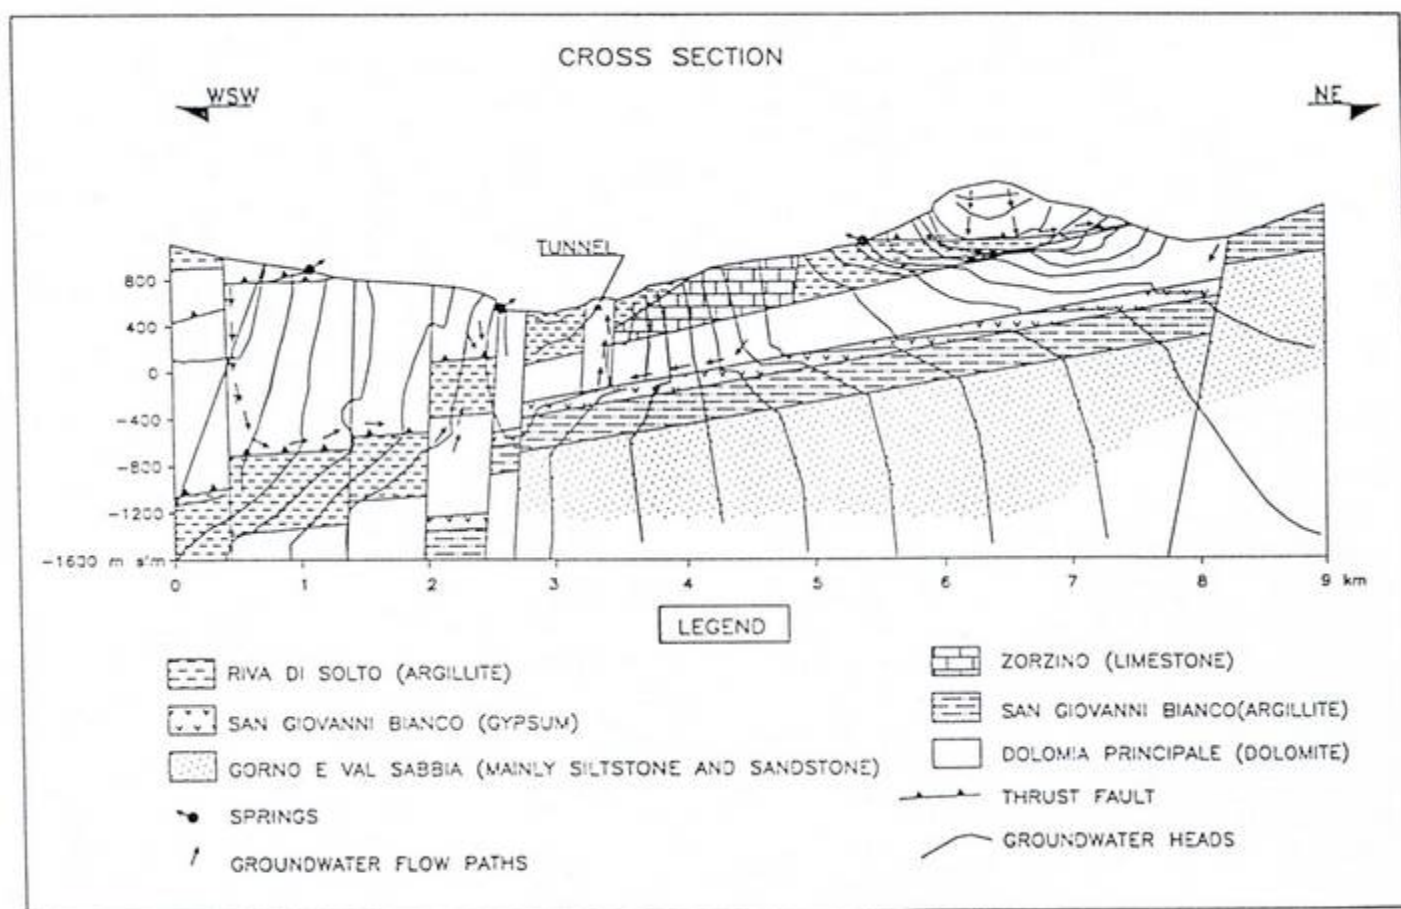 CROSS SECTION
WSW
NE
TUNNEL
800
400
0
-400
-800
-1200
-1600 m s'm
0 1 2 3 4 5 6 7 8 9 km
LEGEND
RIVA DI SOLTO (ARGILLITE)
SAN GIOVANNI BIANCO (GYPSUM)
GORNO E VAL SABBIA (MAINLY SILTSTONE AND SANDSTONE)
SPRINGS
GROUNDWATER FLOW PATHS
ZORZINO (LIMESTONE)
SAN GIOVANNI BIANCO(ARGILLITE)
DOLOMIA PRINCIPALE (DOLOMITE)
THRUST FAULT
GROUNDWATER HEADS